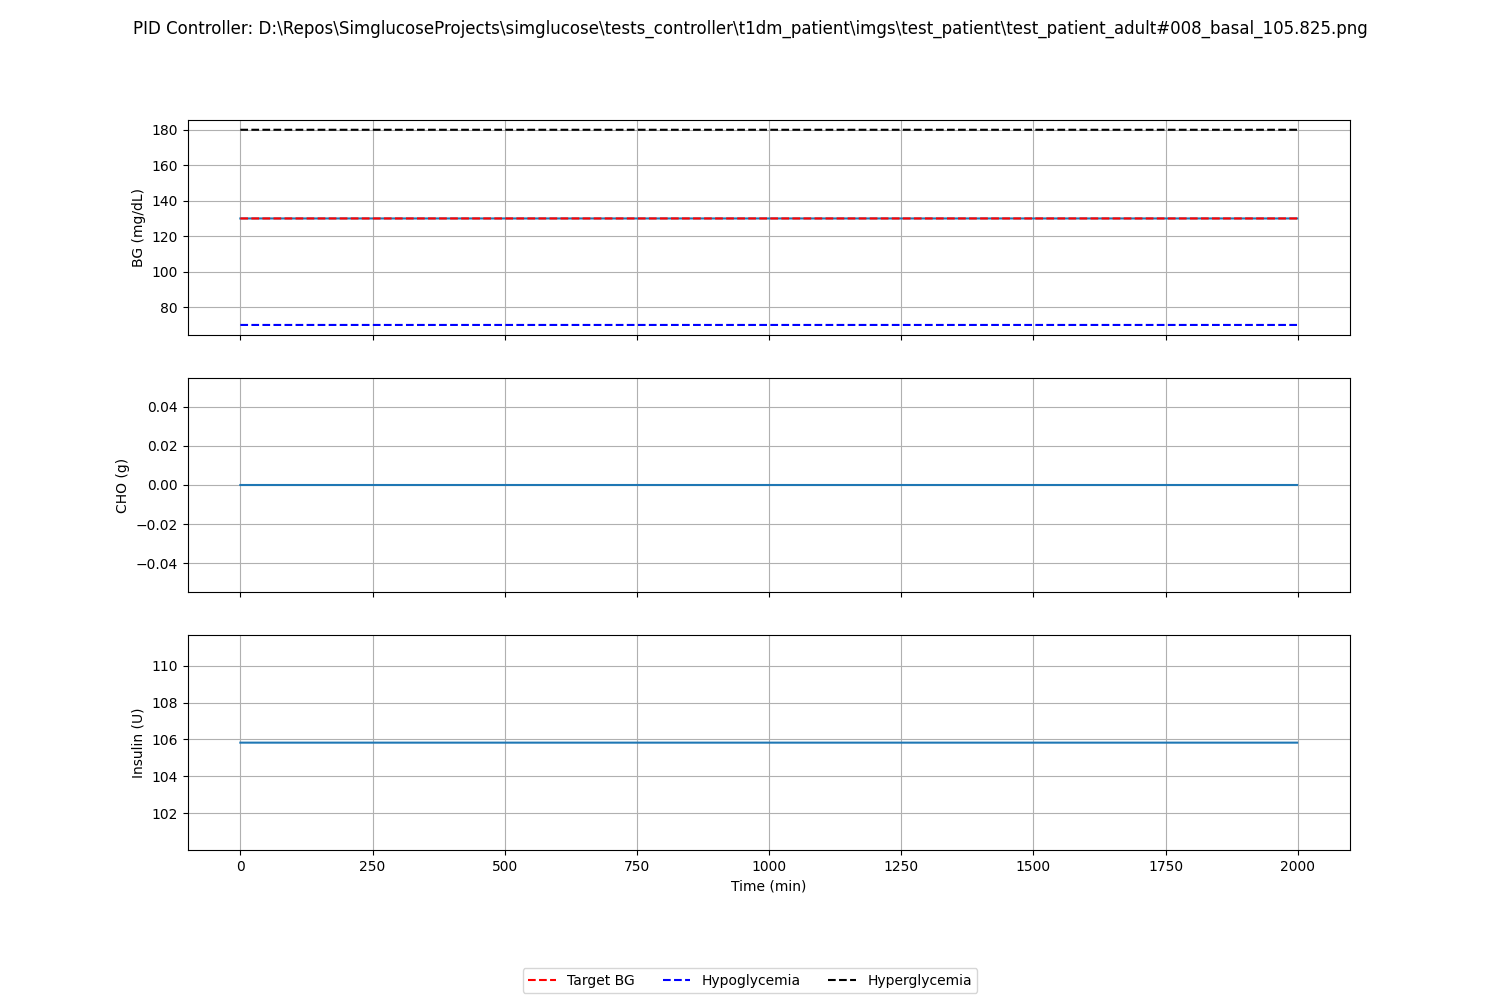 PID Controller: D:\Repos\SimglucoseProjects\simglucose\tests_controller\t1dm_patient\imgs\test_patient\test_patient_adult#008_basal_105.825.png
180
160
140
120
100
80
BG (mg/dL)
0.04
0.02
0.00
−0.02
−0.04
CHO (g)
110
108
106
104
102
Insulin (U)
0 250 500 750 1000 1250 1500 1750 2000
Time (min)
Target BG Hypoglycemia Hyperglycemia